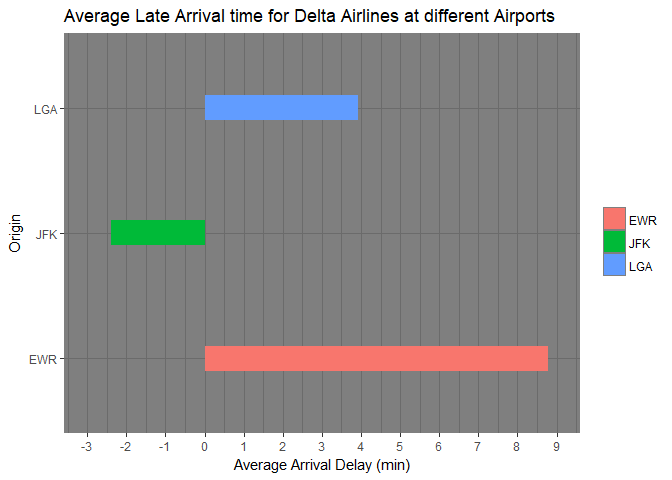 Average Late Arrival time for Delta Airlines at different Airports
LGA
JFK
EWR
Origin
EWR
JFK
LGA
-3 -2 -1 0 1 2 3 4 5 6 7 8 9
Average Arrival Delay (min)